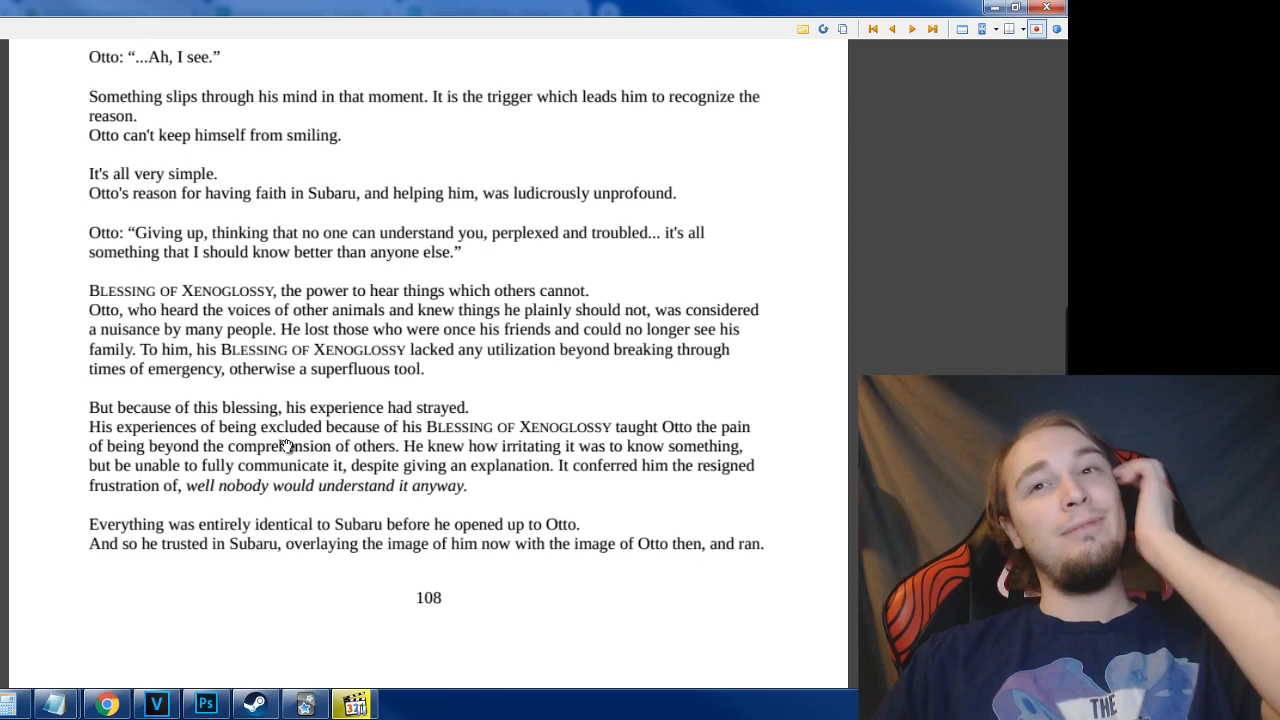 Otto: “...Ah, I see.”
Something slips through his mind in that moment. It is the trigger which leads him to recognize the
reason.
Otto can't keep himself from smiling.
It's all very simple.
Otto's reason for having faith in Subaru, and helping him, was ludicrously unprofound.
Otto: “Giving up, thinking that no one can understand you, perplexed and troubled... it's all
something that I should know better than anyone else.”
BLESSING OF XENOGLOSSY, the power to hear things which others cannot.
Otto, who heard the voices of other animals and knew things he plainly should not, was considered
a nuisance by many people. He lost those who were once his friends and could no longer see his
family. To him, his BLESSING OF XENOGLOSSY lacked any utilization beyond breaking through
times of emergency, otherwise a superfluous tool.
But because of this blessing, his experience had strayed.
His experiences of being excluded because of his BLESSING OF XENOGLOSSY taught Otto the pain
of being beyond the comprehension of others. He knew how irritating it was to know something,
but be unable to fully communicate it, despite giving an explanation. It conferred him the resigned
frustration of, well nobody would understand it anyway.
Everything was entirely identical to Subaru before he opened up to Otto.
And so he trusted in Subaru, overlaying the image of him now with the image of Otto then, and ran.
108
V
Ps
321
THE